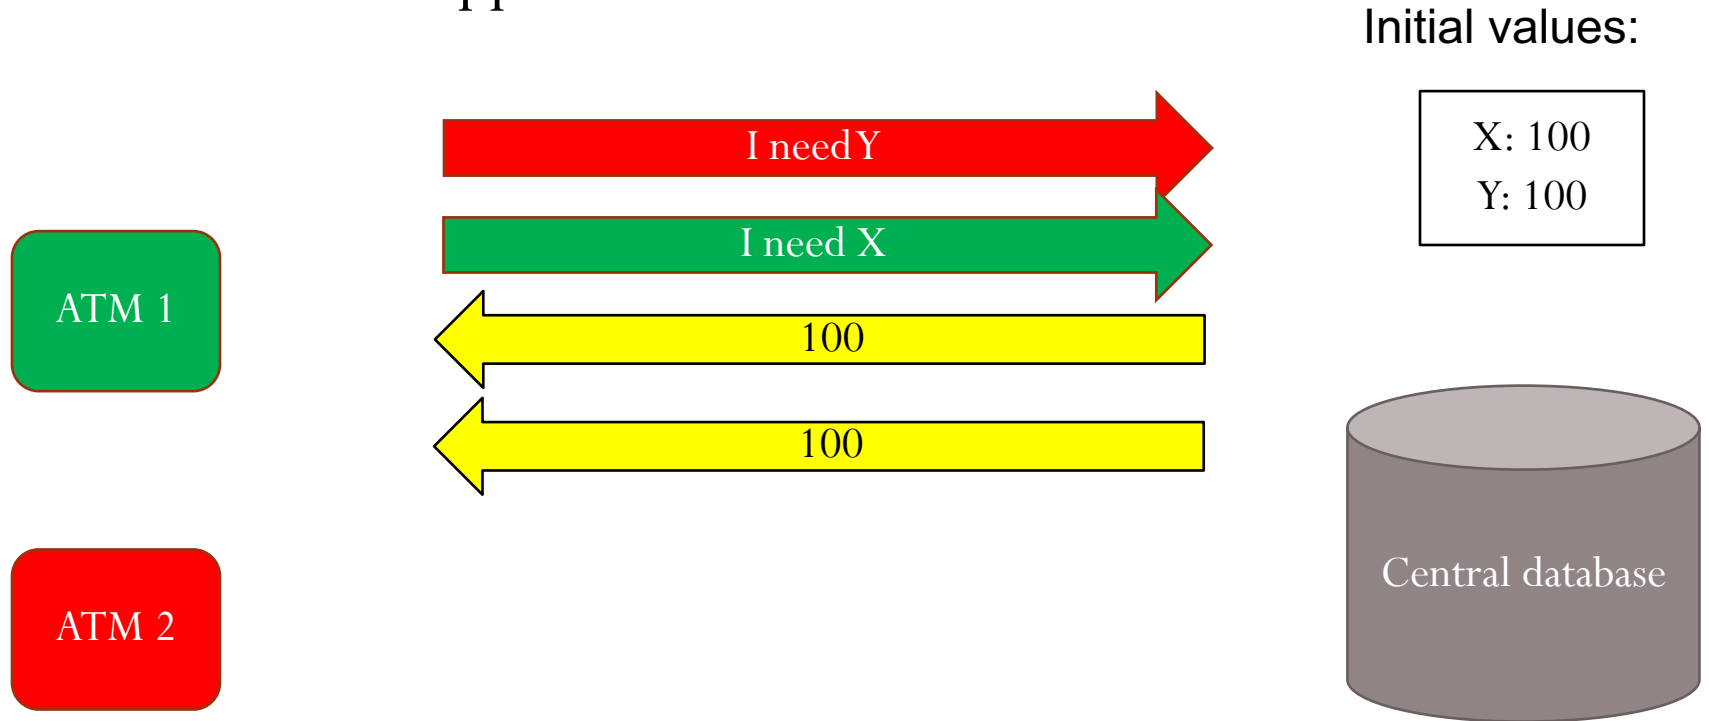 Initial values:
I need Y
X: 100
Y: 100
I need X
ATM 1
100
100
Central database
ATM 2